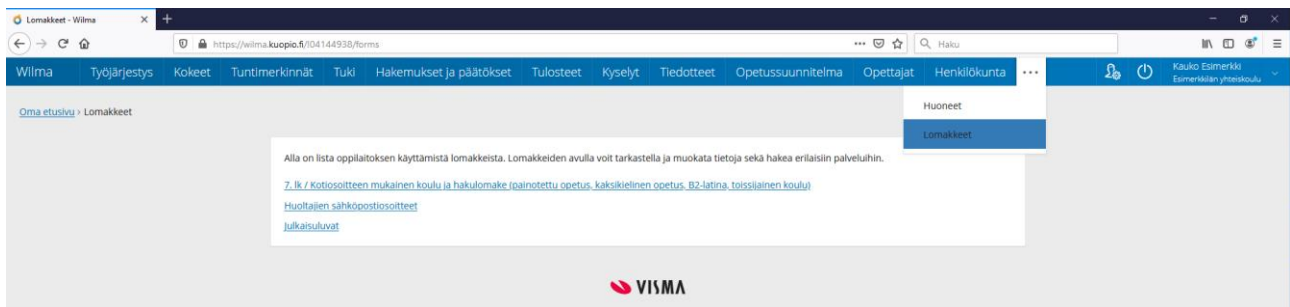 Lomakkeet - Wilma
https://wilma.kuopio.fi/!04144938/forms
Haku
Wilma Työjärjestys Kokeet Tuntimerkinnät Tuki Hakemukset ja päätökset Tulosteet Kyselyt Tiedotteet Opetussuunnitelma Opettajat Henkilökunta ...
Kauko Esimerkki
Esimerkkilän yhteiskoulu
Huoneet
Lomakkeet
Oma etusivu › Lomakkeet
Alla on lista oppilaitoksen käyttämistä lomakkeista. Lomakkeiden avulla voit tarkastella ja muokata tietoja sekä hakea erilaisiin palveluihin.
7. lk / Kotiosoitteen mukainen koulu ja hakulomake (painotettu opetus, kaksikielinen opetus, B2-latina, toissijainen koulu)
Huoltajien sähköpostiosoitteet
Julkaisuluvat
VISMA